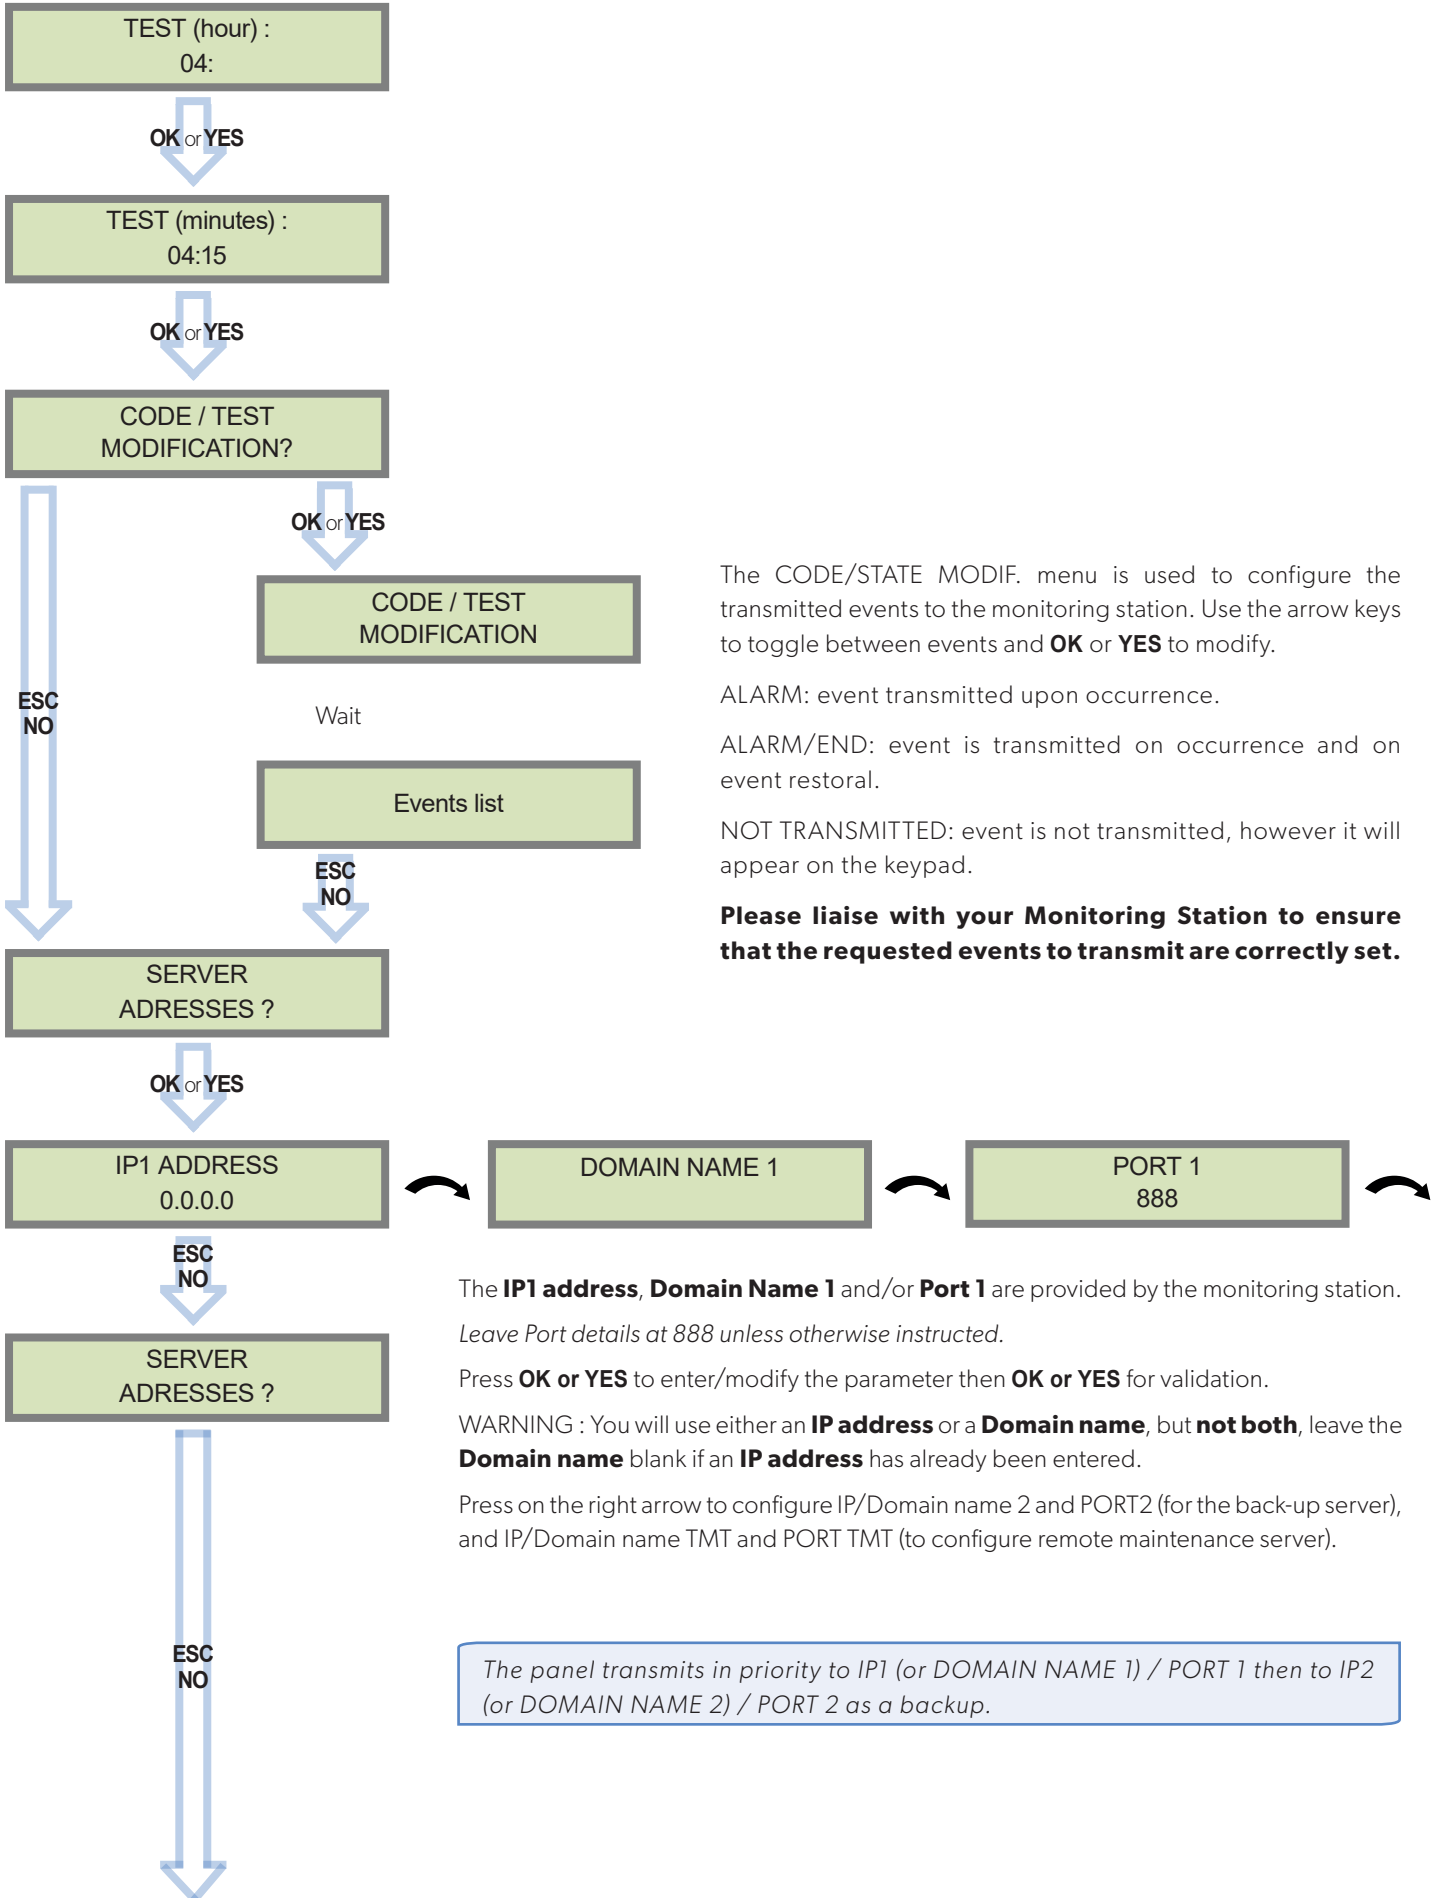 TEST (hour) :
04:
OK or YES
TEST (minutes) :
04:15
OK or YES
CODE / TEST
MODIFICATION?
OK or YES
CODE / TEST
MODIFICATION
ESC
NO
Wait
Events list
ESC
NO
The CODE/STATE MODIF. menu is used to configure the
transmitted events to the monitoring station. Use the arrow keys
to toggle between events and OK or YES to modify.
ALARM: event transmitted upon occurrence.
ALARM/END: event is transmitted on occurrence and on
event restoral.
NOT TRANSMITTED: event is not transmitted, however it will
appear on the keypad.
Please liaise with your Monitoring Station to ensure
that the requested events to transmit are correctly set.
SERVER
ADRESSES ?
OK or YES
IP1 ADDRESS
0.0.0.0
DOMAIN NAME 1
PORT 1
888
ESC
NO
SERVER
ADRESSES ?
The IP1 address, Domain Name 1 and/or Port 1 are provided by the monitoring station.
Leave Port details at 888 unless otherwise instructed.
Press OK or YES to enter/modify the parameter then OK or YES for validation.
WARNING : You will use either an IP address or a Domain name, but not both, leave the
Domain name blank if an IP address has already been entered.
Press on the right arrow to configure IP/Domain name 2 and PORT2 (for the back-up server),
and IP/Domain name TMT and PORT TMT (to configure remote maintenance server).
ESC
NO
The panel transmits in priority to IP1 (or DOMAIN NAME 1) / PORT 1 then to IP2
(or DOMAIN NAME 2) / PORT 2 as a backup.